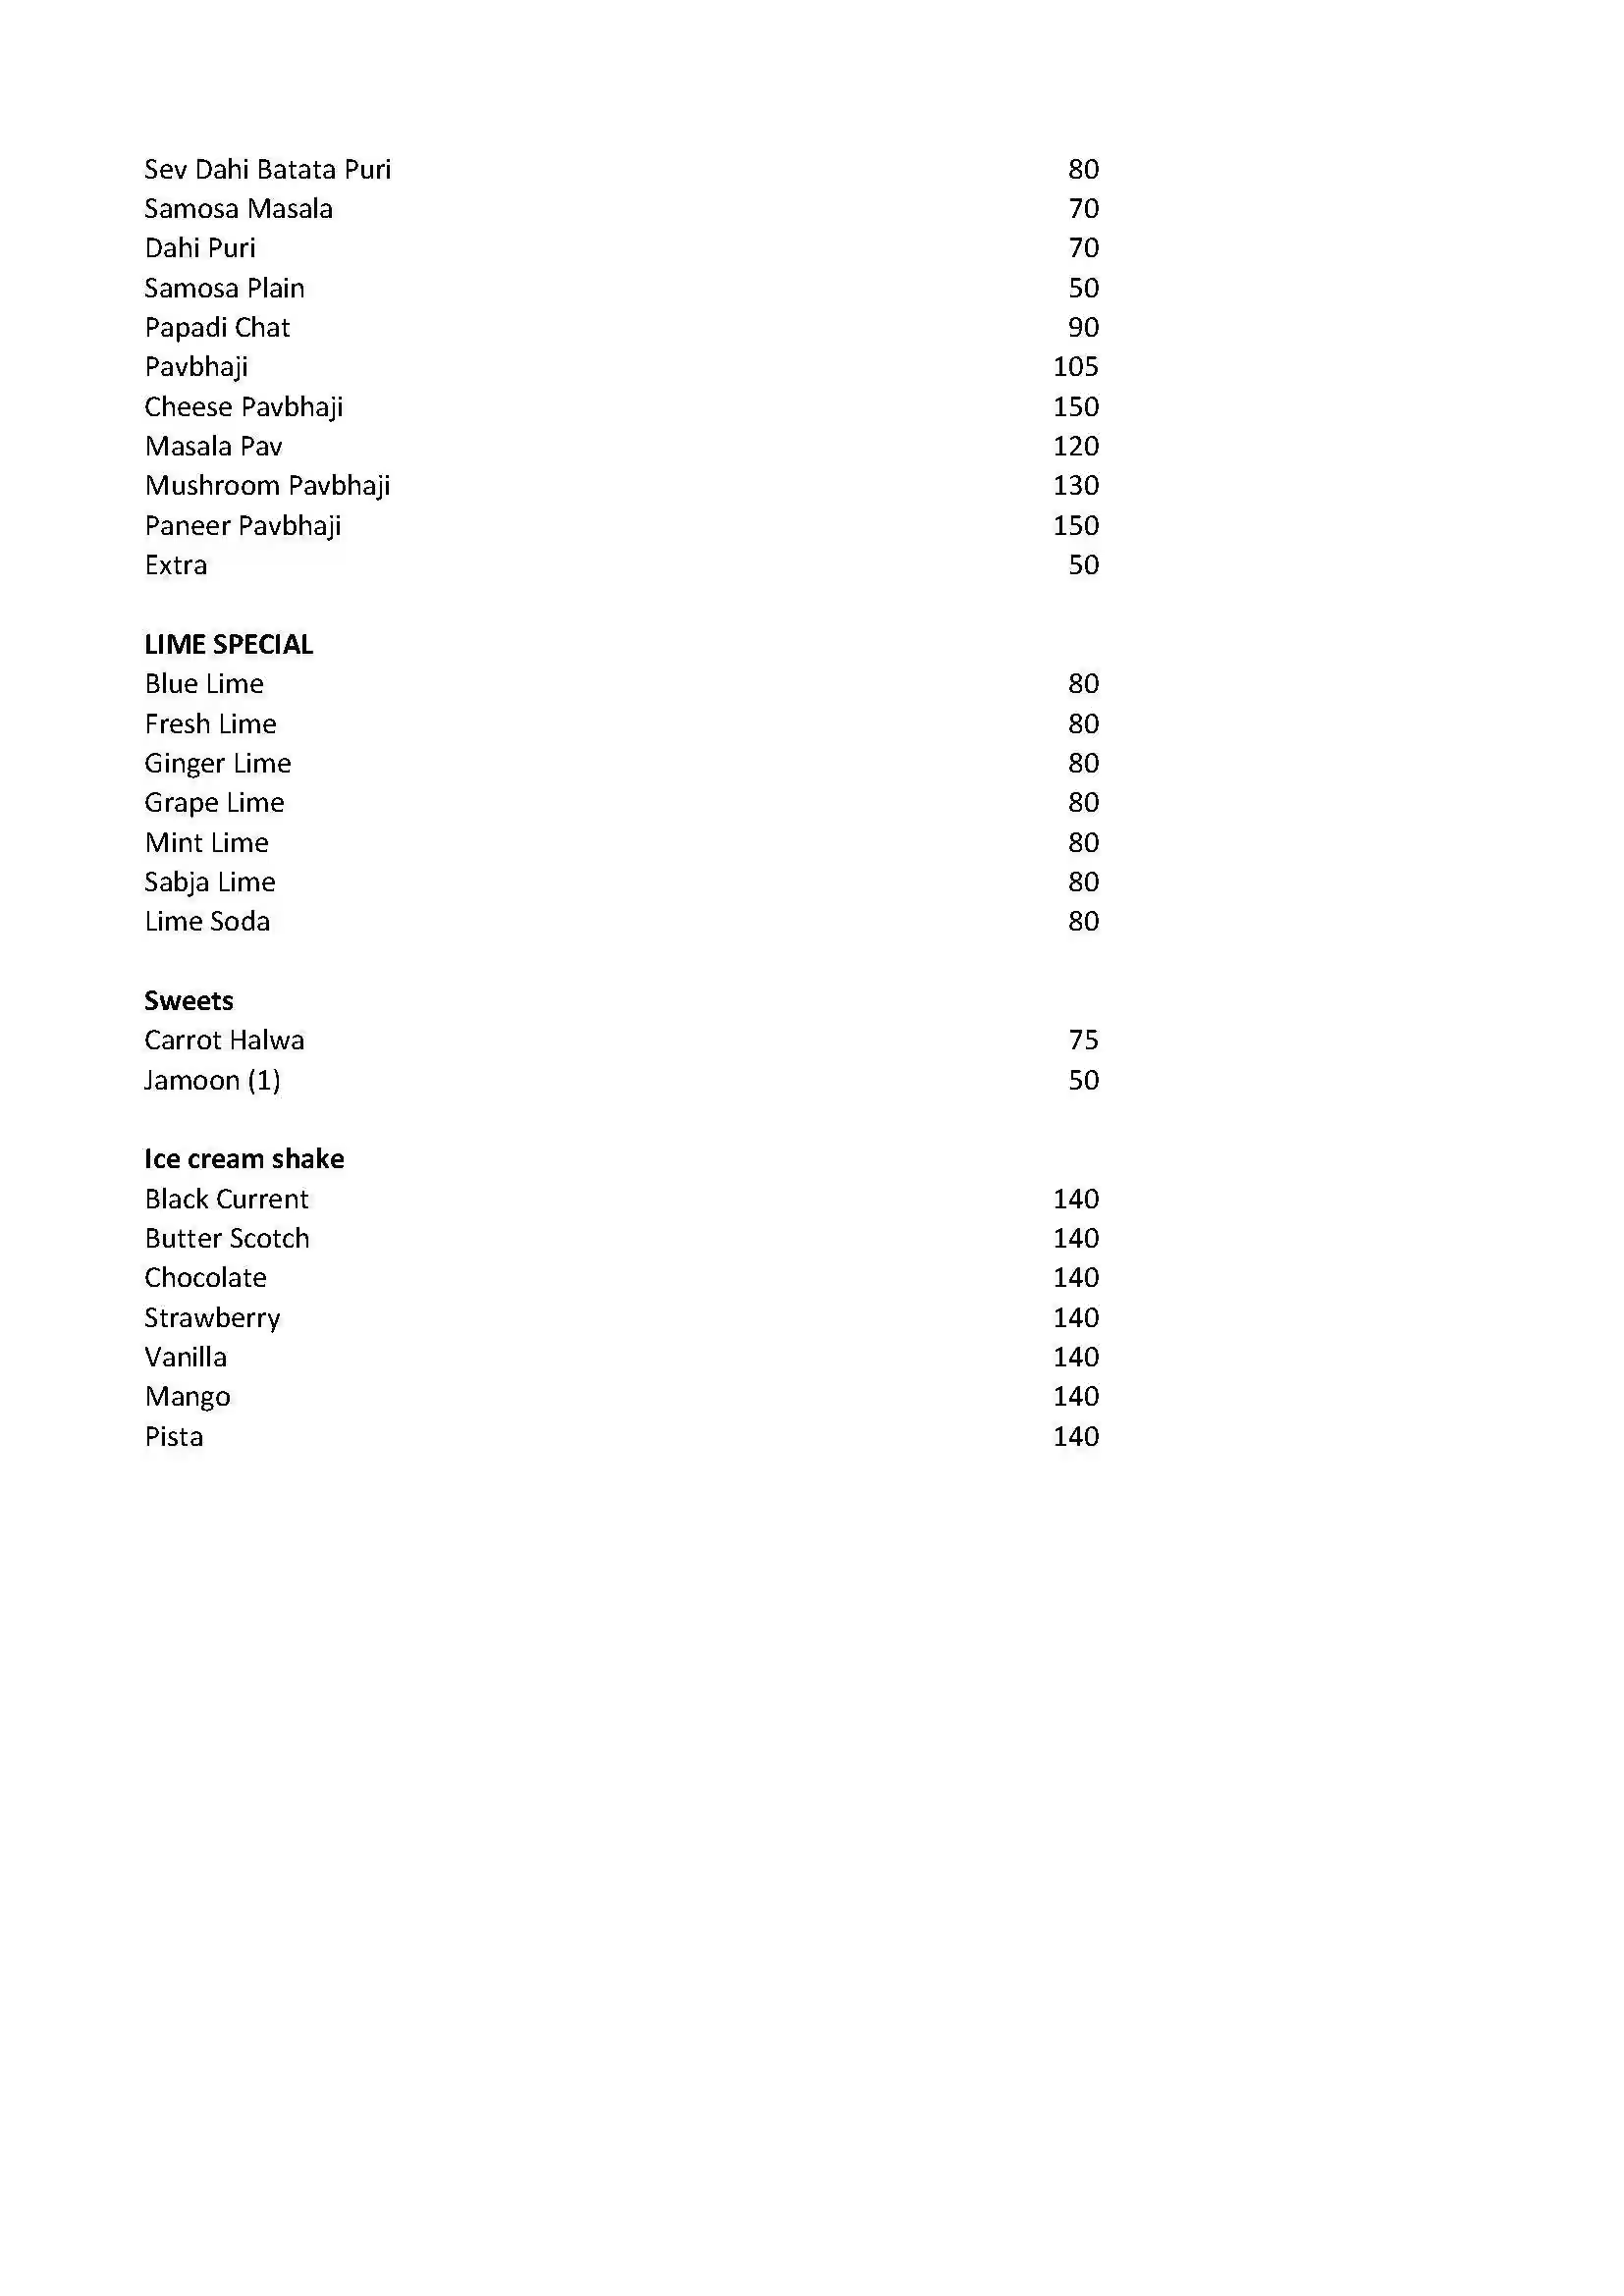 Sev Dahi Batata Puri 80
Samosa Masala 70
Dahi Puri 70
Samosa Plain 50
Papadi Chat 90
Pavbhaji 105
Cheese Pavbhaji 150
Masala Pav 120
Mushroom Pavbhaji 130
Paneer Pavbhaji 150
Extra 50
LIME SPECIAL
Blue Lime 80
Fresh Lime 80
Ginger Lime 80
Grape Lime 80
Mint Lime 80
Sabja Lime 80
Lime Soda 80
Sweets
Carrot Halwa 75
Jamoon (1) 50
Ice cream shake
Black Current 140
Butter Scotch 140
Chocolate 140
Strawberry 140
Vanilla 140
Mango 140
Pista 140